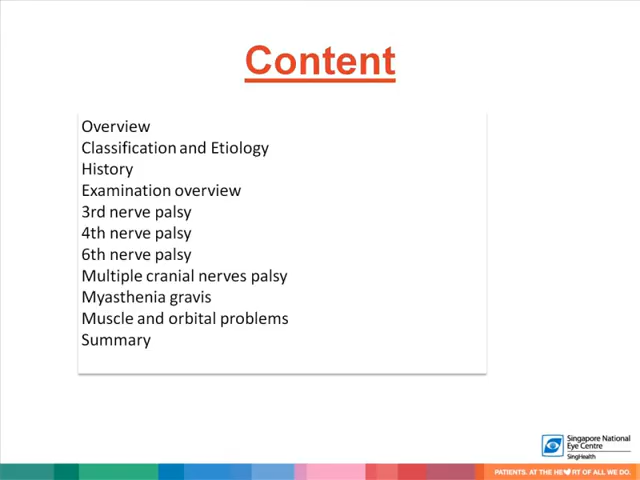 Content
Overview
Classification and Etiology
History
Examination overview
3rd nerve palsy
4th nerve palsy
6th nerve palsy
Multiple cranial nerves palsy
Myasthenia gravis
Muscle and orbital problems
Summary
Singapore National
Eye Centre
SingHealth
PATIENTS. AT THE HE♥RT OF ALL WE DO.